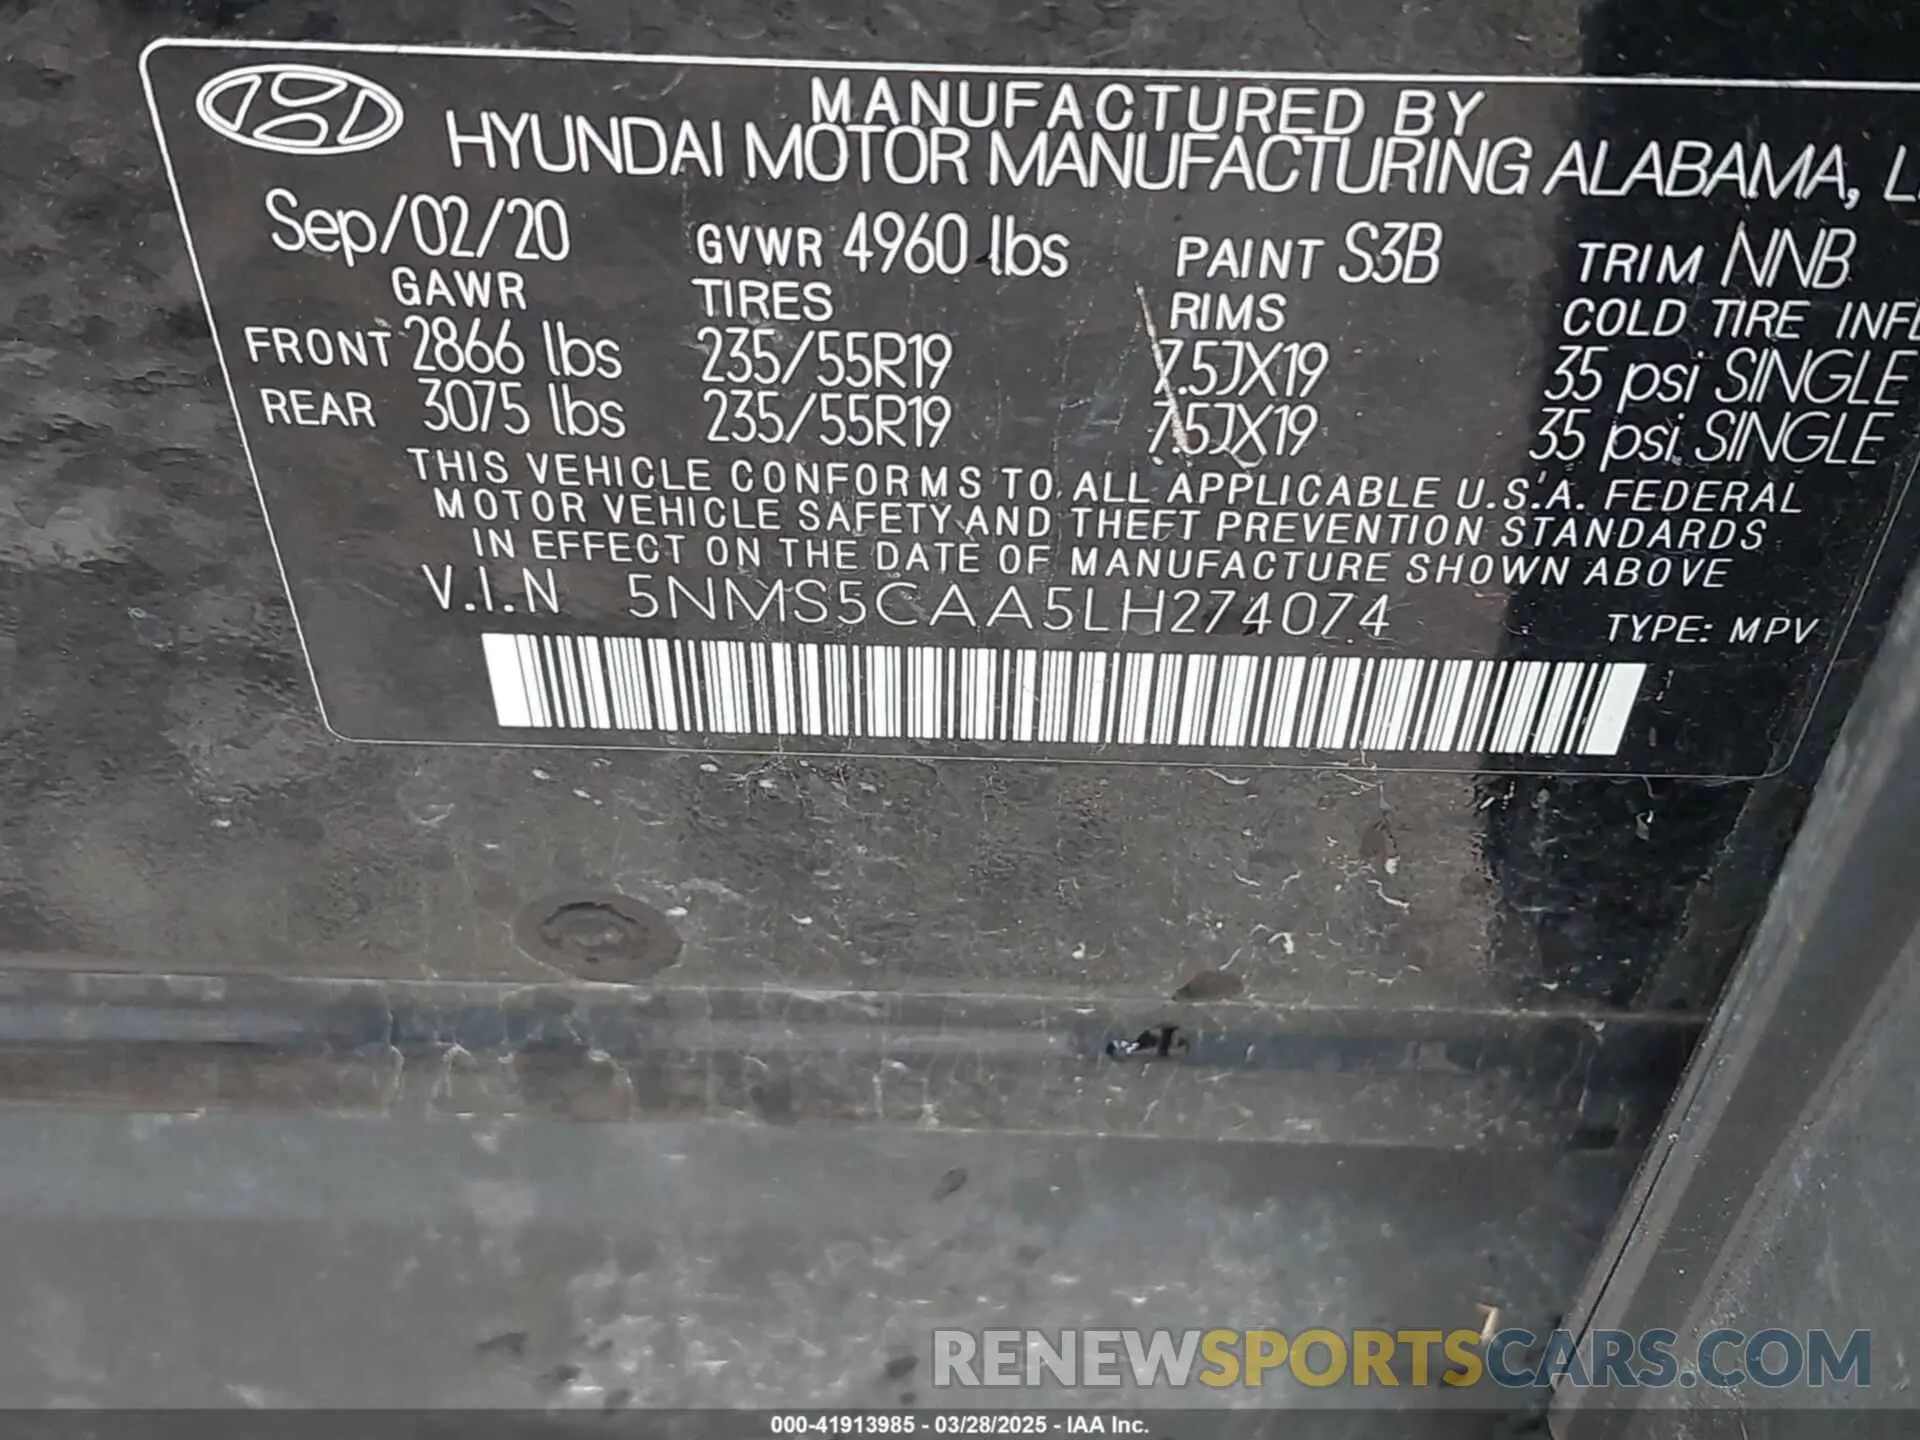 MANUFACTURED BY
HYUNDAI MOTOR MANUFACTURING ALABAMA,
Sep/02/20 GVWR 4960 lbs PAINT S3B TRIM NNB
GAWR TIRES RIMS COLD TIRE INFL
FRONT 2866 lbs 235/55R19 7.5JX19 35 psi SINGLE
REAR 3075 lbs 235/55R19 7.5JX19 35 psi SINGLE
THIS VEHICLE CONFORMS TO ALL APPLICABLE U.S.A. FEDERAL
MOTOR VEHICLE SAFETY AND THEFT PREVENTION STANDARDS
IN EFFECT ON THE DATE OF MANUFACTURE SHOWN ABOVE
V.I.N 5NMS5CAA5LH274074 TYPE: MPV
RENEWSPORTSCARS.COM
000-41913985 - 03/28/2025 - IAA Inc.